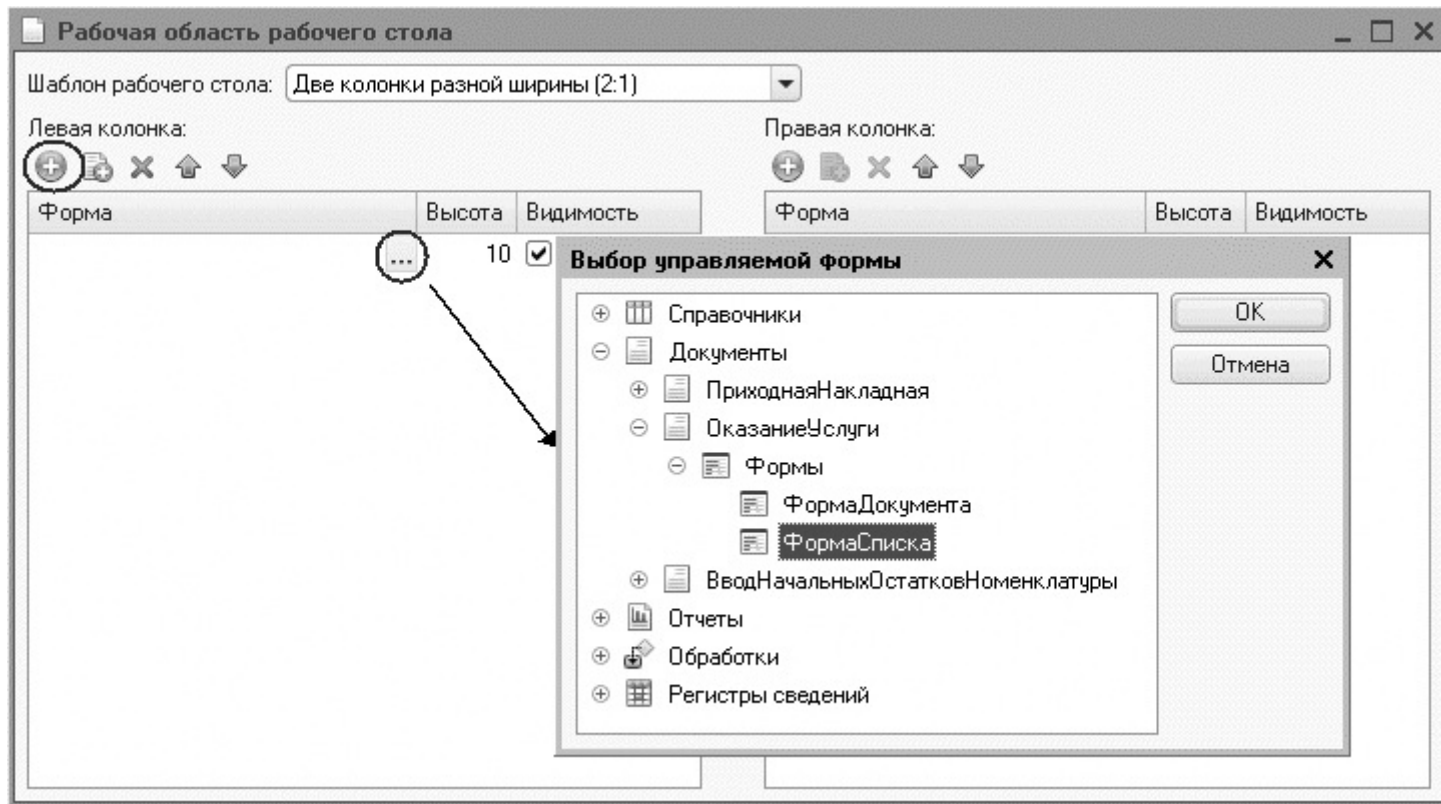 Рабочая область рабочего стола
Шаблон рабочего стола: Две колонки разной ширины (2:1)
Левая колонка:
Правая колонка:
Форма Высота Видимость
Форма Высота Видимость
... 10
Выбор управляемой формы
Справочники
OK
Документы
Отмена
ПриходнаяНакладная
ОказаниеУслуги
Формы
ФормаДокумента
ФормаСписка
ВводНачальныхОстатковНоменклатуры
Отчеты
Обработки
Регистры сведений